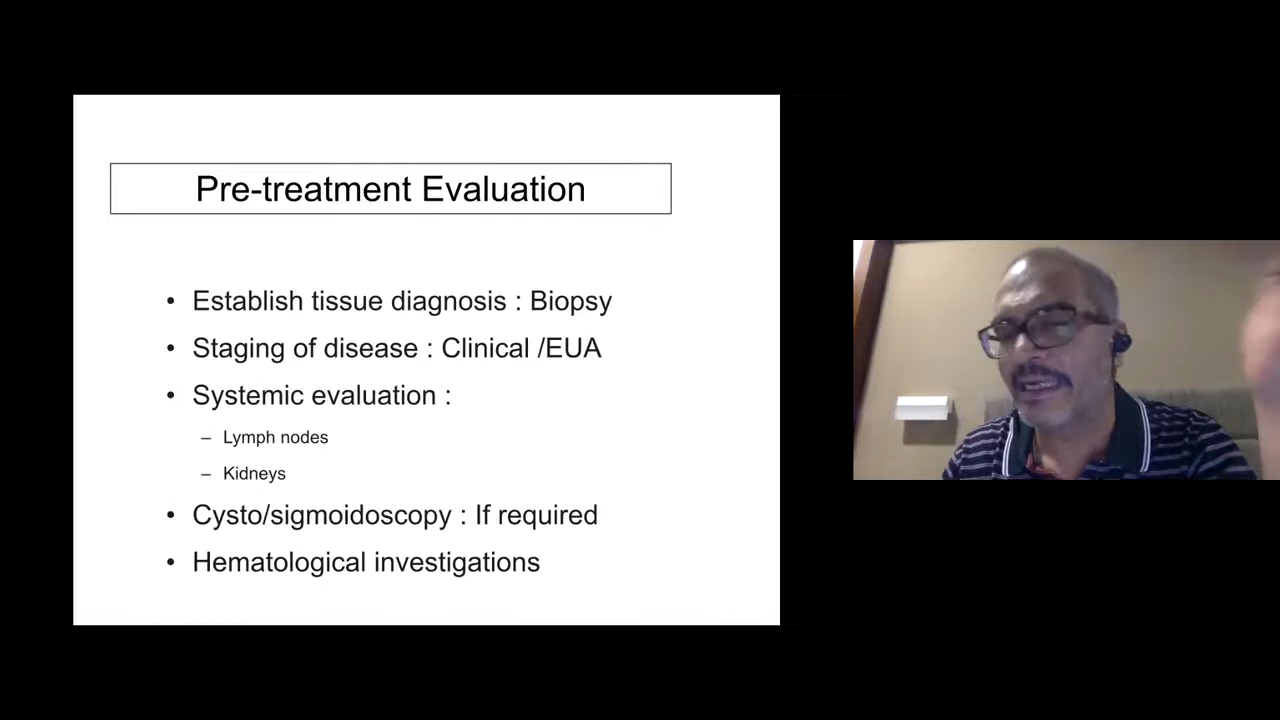 Pre-treatment Evaluation
• Establish tissue diagnosis : Biopsy
• Staging of disease : Clinical /EUA
• Systemic evaluation :
– Lymph nodes
– Kidneys
• Cysto/sigmoidoscopy : If required
• Hematological investigations